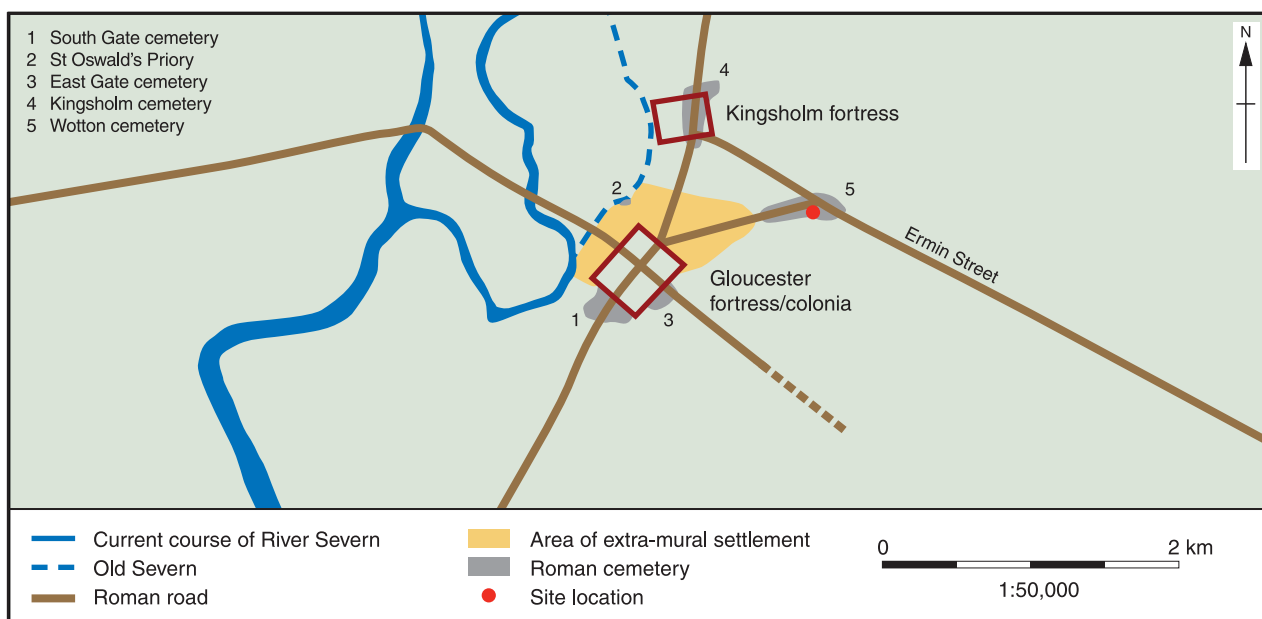 1 South Gate cemetery
2 St Oswald's Priory
3 East Gate cemetery
4 Kingsholm cemetery
5 Wotton cemetery
N
4
Kingsholm fortress
2
5
Ermin Street
Gloucester
fortress/colonia
1
3
Current course of River Severn
Old Severn
Roman road
Area of extra-mural settlement
Roman cemetery
Site location
0 2 km
1:50,000